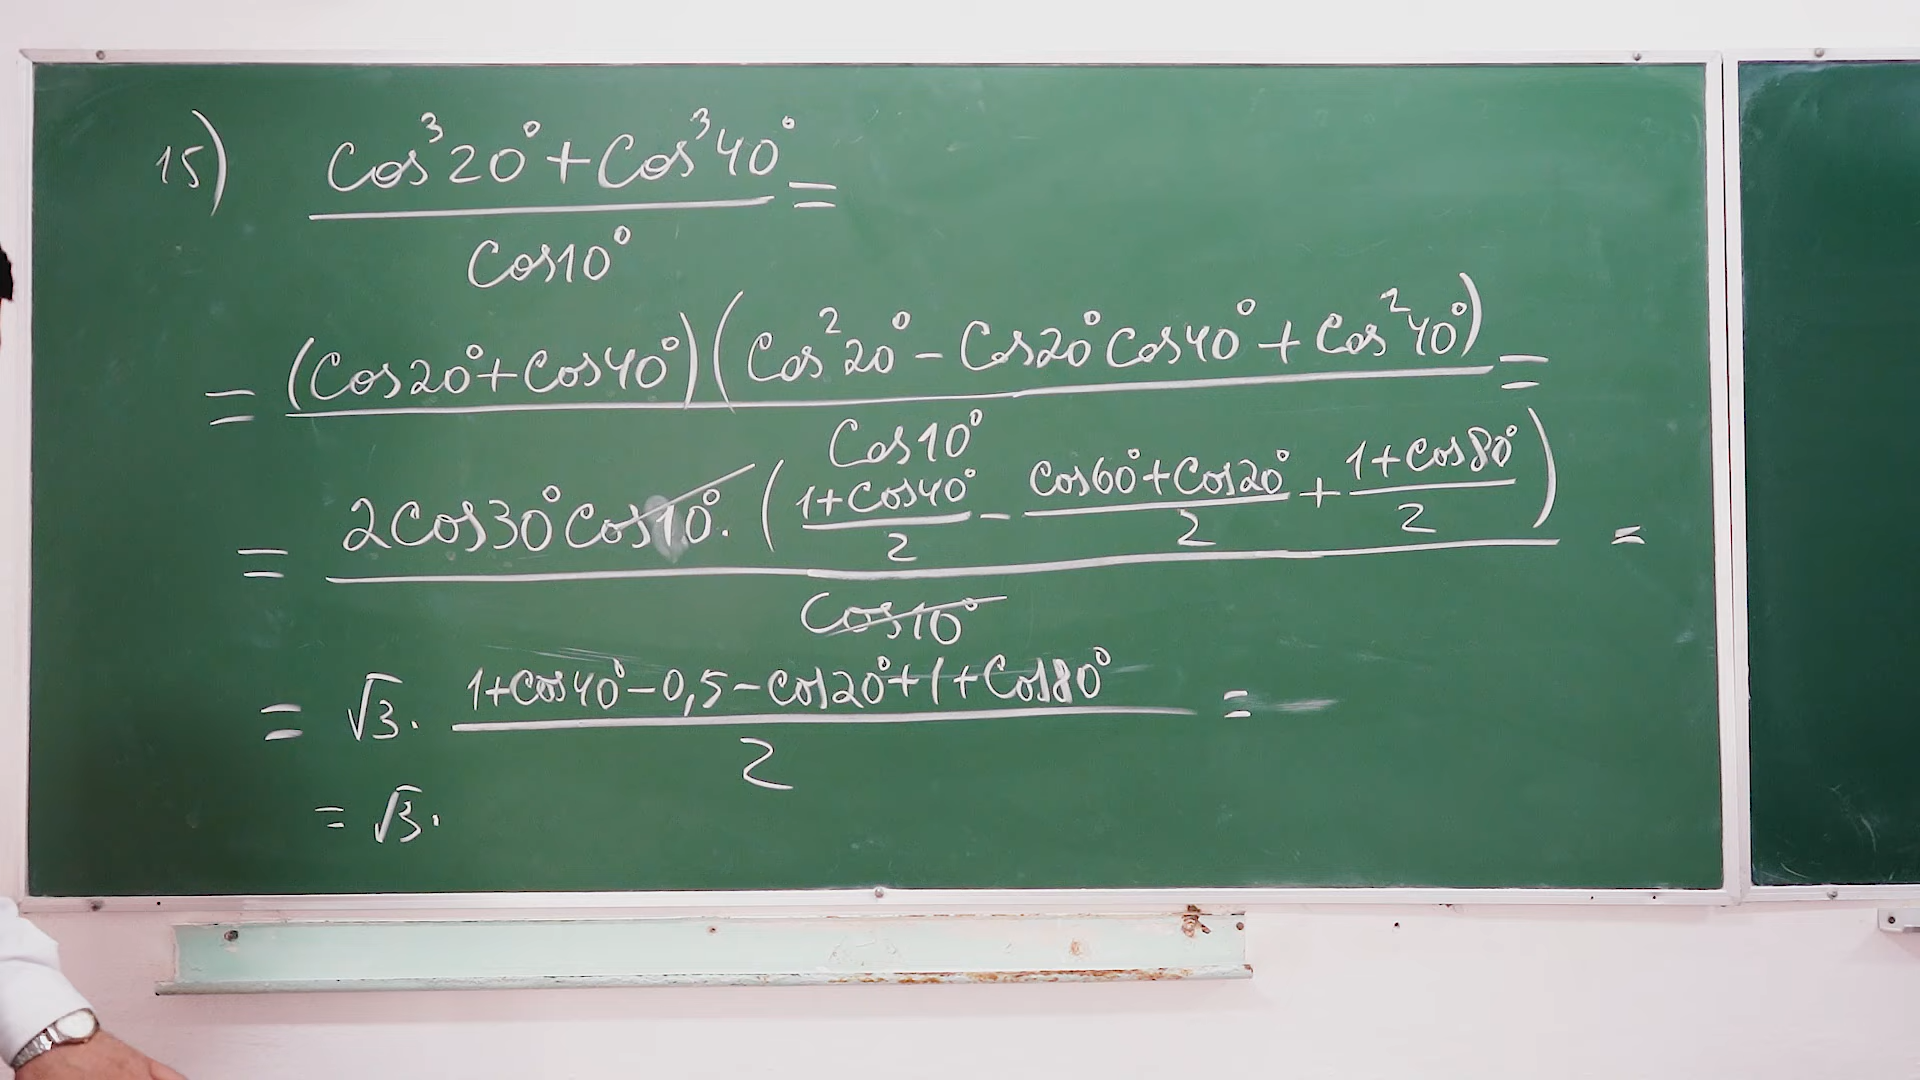 15) (Cos³20° + Cos³40°) / Cos10° =
= (Cos20° + Cos40°)(Cos²20° - Cos20° Cos40° + Cos²40°) / Cos10° =
= 2Cos30° Cos10° · ((1+Cos40°)/2 - (Cos60° + Cos20°)/2 + (1+Cos80°)/2) / Cos10° =
= √3 · (1+Cos40° - 0,5 - Cos20° + 1 + Cos80°) / 2 =
= √3 ·